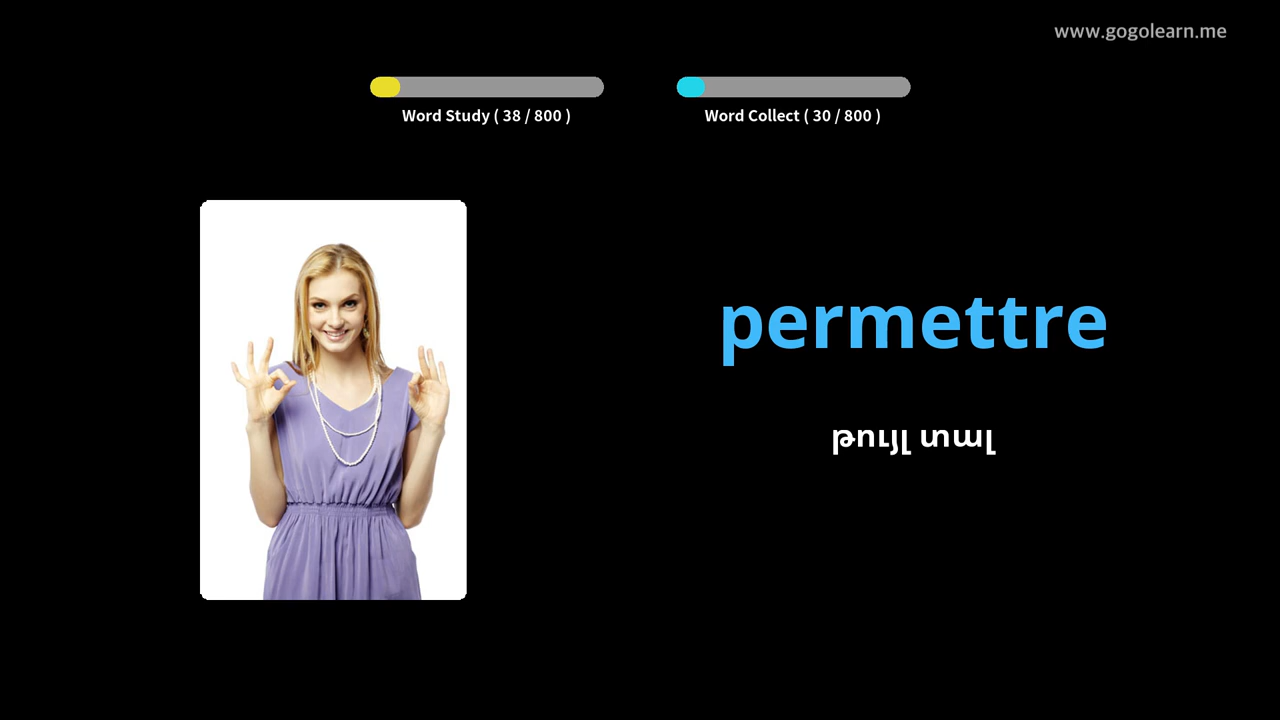 www.gogolearn.me
Word Study ( 38 / 800 )
Word Collect ( 30 / 800 )
permettre
թույլ տալ